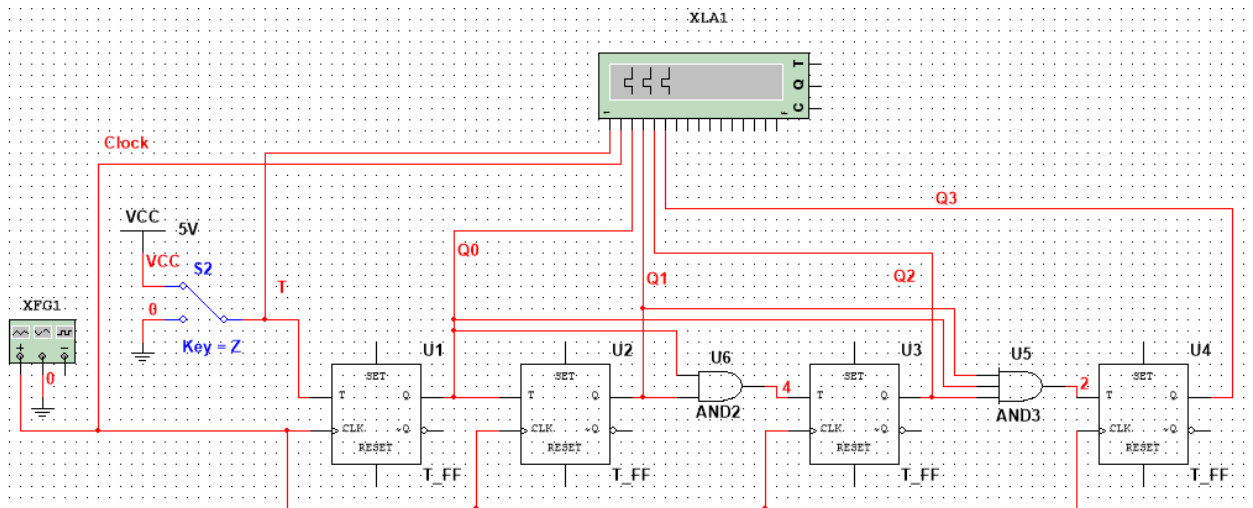 XLA1
T
Q
C
Clock
Q3
VCC
5V
Q0
VCC
S2
Q1
Q2
T
XFG1
0
Key = Z
U1
U2
U6
U3
U5
U4
SET
SET
SET
SET
0
4
2
T Q
T Q
T Q
T Q
AND2
AND3
CLK ~Q
CLK ~Q
CLK ~Q
CLK ~Q
RESET
RESET
RESET
RESET
T_FF
T_FF
T_FF
T_FF